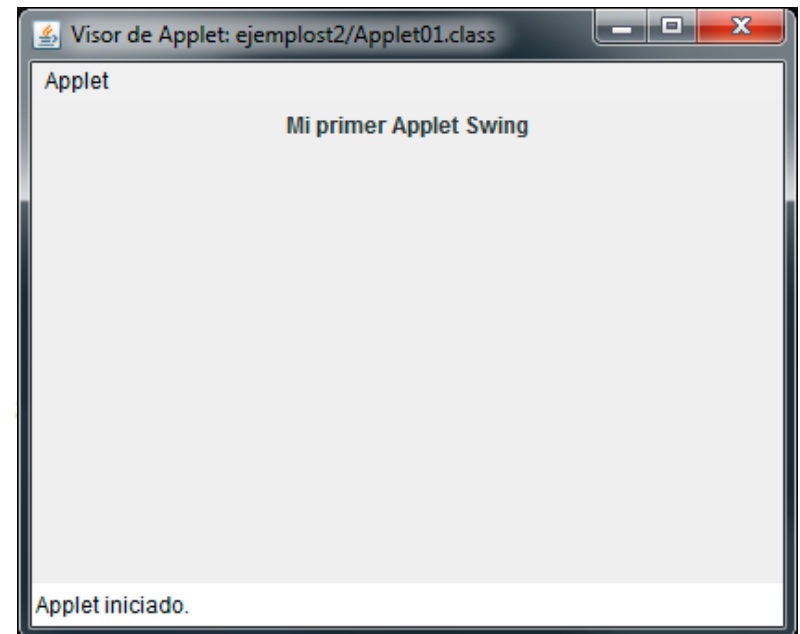 Visor de Applet: ejemplost2/Applet01.class
Applet
Mi primer Applet Swing
Applet iniciado.